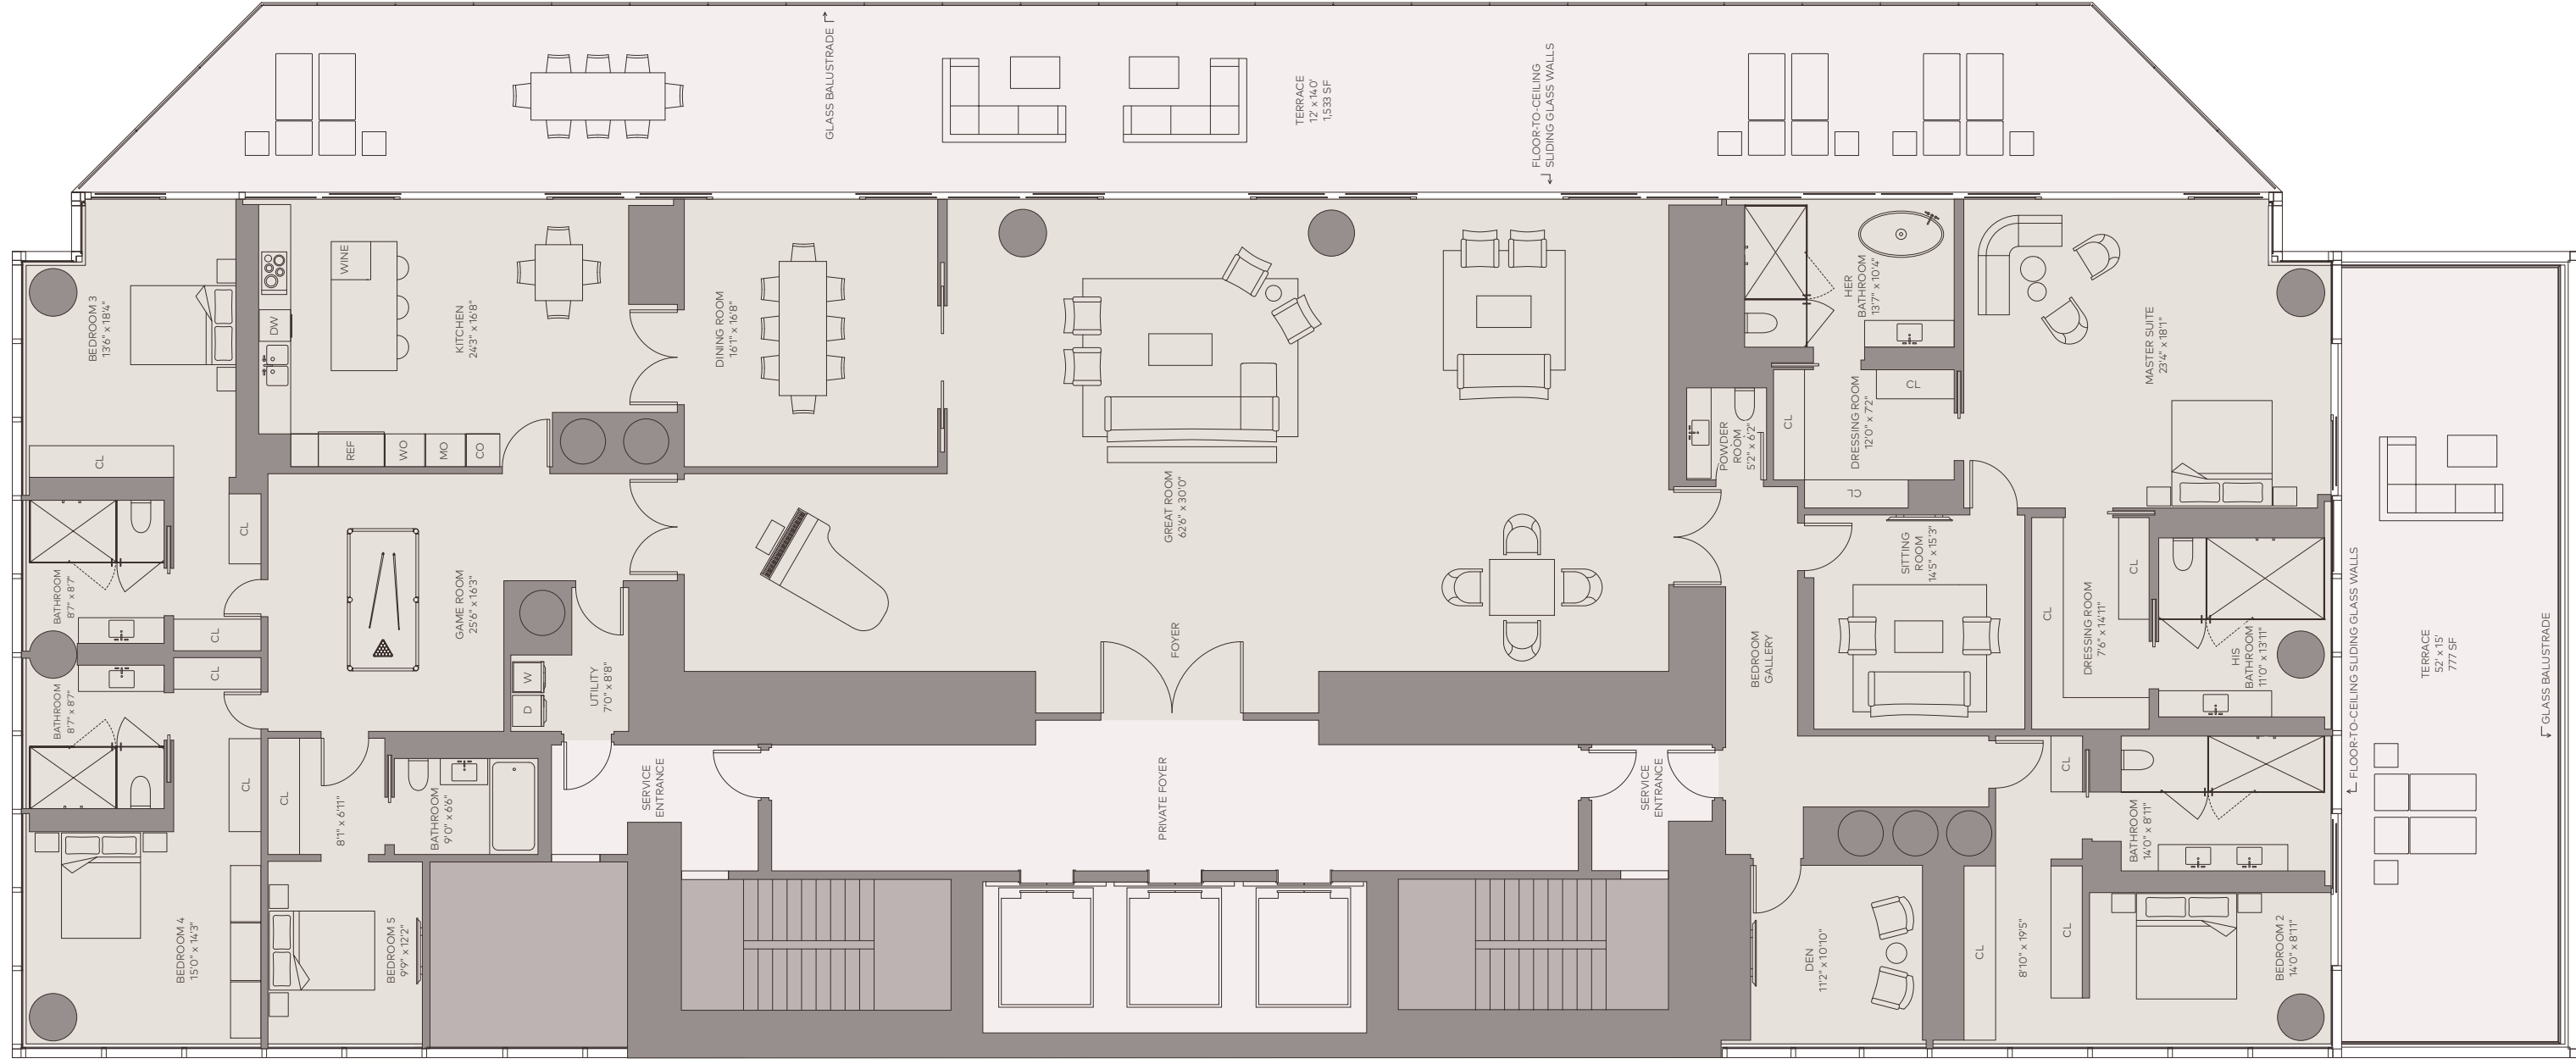 GLASS BALUSTRADE
TERRACE
12' x 140'
1,533 SF
FLOOR-TO-CEILING
SLIDING GLASS WALLS
BEDROOM 3
13'6" x 18'4"
CL
WINE
DW
KITCHEN
24'3" x 16'8"
REF
WO
MO
CO
DINING ROOM
16'1" x 16'8"
GREAT ROOM
62'6" x 30'0"
FOYER
HER
BATHROOM
13'7" x 10'4"
DRESSING ROOM
12'0" x 7'2"
CL
CL
CL
POWDER
ROOM
5'2" x 6'2"
MASTER SUITE
23'4" x 18'1"
CL
BATHROOM
8'7" x 8'7"
CL
CL
BATHROOM
8'7" x 8'7"
GAME ROOM
25'6" x 16'3"
UTILITY
7'0" x 8'8"
W
D
BEDROOM
GALLERY
SITTING
ROOM
14'5" x 15'3"
CL
CL
DRESSING ROOM
7'6" x 14'11"
HIS
BATHROOM
11'0" x 13'11"
FLOOR-TO-CEILING SLIDING GLASS WALLS
TERRACE
52' x 15'
777 SF
GLASS BALUSTRADE
CL
CL
8'1" x 6'11"
BATHROOM
9'0" x 6'6"
SERVICE
ENTRANCE
PRIVATE FOYER
SERVICE
ENTRANCE
CL
BATHROOM
14'0" x 8'11"
BEDROOM 4
15'0" x 14'3"
BEDROOM 5
9'9" x 12'2"
DEN
11'2" x 10'10"
CL
8'10" x 19'5"
CL
BEDROOM 2
14'0" x 8'11"